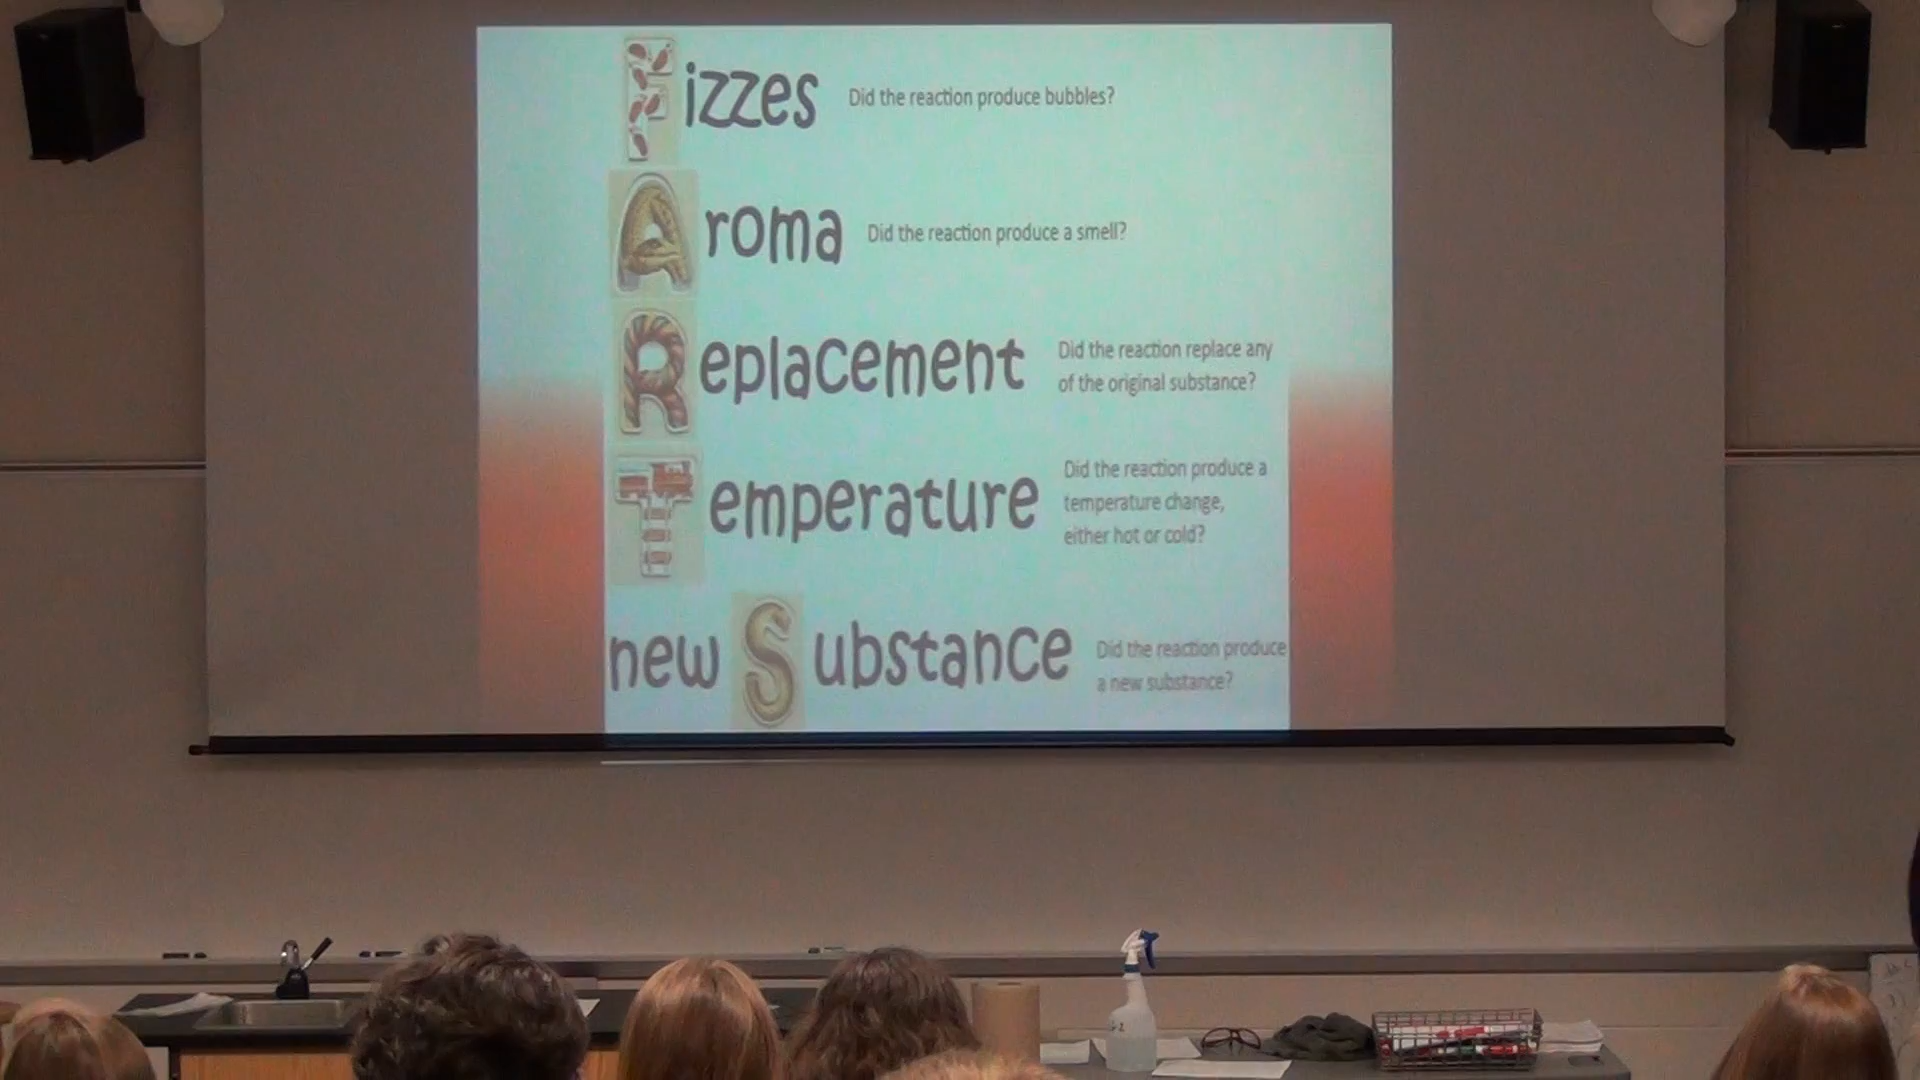 Fizzes Did the reaction produce bubbles?
Aroma Did the reaction produce a smell?
Replacement Did the reaction replace any
of the original substance?
Temperature Did the reaction produce a
temperature change,
either hot or cold?
new Substance Did the reaction produce
a new substance?